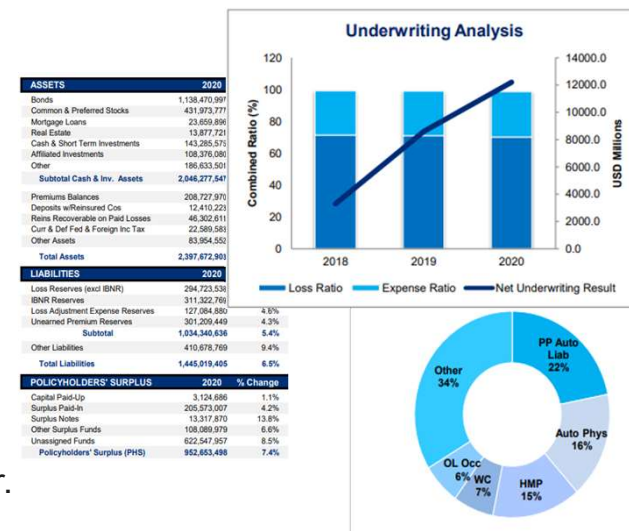 ASSETS 2020
Bonds 1,138,470,997
Common & Preferred Stocks 431,973,777
Mortgage Loans 23,659,896
Real Estate 13,877,721
Cash & Short Term Investments 143,285,575
Affiliated Investments 108,376,080
Other 186,633,501
Subtotal Cash & Inv. Assets 2,046,277,547
Premiums Balances 208,727,970
Deposits w/Reinsured Cos 12,410,223
Reins Recoverable on Paid Losses 46,302,611
Curr & Def Fed & Foreign Inc Tax 22,589,583
Other Assets 83,954,552
Total Assets 2,397,672,903
LIABILITIES 2020
Loss Reserves (excl IBNR) 294,723,538
IBNR Reserves 311,322,769
Loss Adjustment Expense Reserves 127,084,880 4.6%
Unearned Premium Reserves 301,209,449 4.3%
Subtotal 1,034,340,636 5.4%
Other Liabilities 410,678,769 9.4%
Total Liabilities 1,445,019,405 6.5%
POLICYHOLDERS' SURPLUS 2020 % Change
Capital Paid-Up 3,124,686 1.1%
Surplus Paid-In 205,573,007 4.2%
Surplus Notes 13,317,870 13.8%
Other Surplus Funds 108,089,979 6.6%
Unassigned Funds 622,547,957 8.5%
Policyholders' Surplus (PHS) 952,653,498 7.4%
r.
Underwriting Analysis
Combined Ratio (%)
120
100
80
60
40
20
0
2018 2019 2020
14000.0
12000.0
10000.0
8000.0
6000.0
4000.0
2000.0
0.0
USD Millions
Loss Ratio Expense Ratio Net Underwriting Result
PP Auto
Liab
22%
Auto Phys
16%
HMP
15%
WC
7%
OL Occ
6%
Other
34%